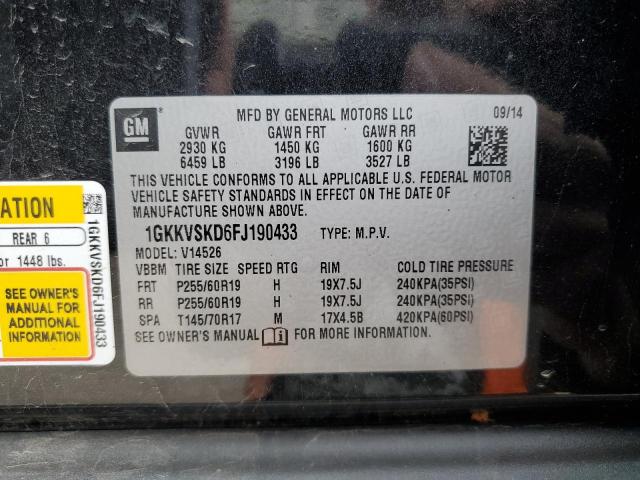 GM
MFD BY GENERAL MOTORS LLC 09/14
GVWR GAWR FRT GAWR RR
2930 KG 1450 KG 1600 KG
6459 LB 3196 LB 3527 LB
THIS VEHICLE CONFORMS TO ALL APPLICABLE U.S. FEDERAL MOTOR
VEHICLE SAFETY STANDARDS IN EFFECT ON THE DATE OF
MANUFACTURE SHOWN ABOVE.
1GKKVSKD6FJ190433 TYPE: M.P.V.
MODEL: V14526
VBBM TIRE SIZE SPEED RTG RIM COLD TIRE PRESSURE
FRT P255/60R19 H 19X7.5J 240KPA(35PSI)
RR P255/60R19 H 19X7.5J 240KPA(35PSI)
SPA T145/70R17 M 17X4.5B 420KPA(60PSI)
SEE OWNER'S MANUAL FOR MORE INFORMATION.
ATION
REAR 6
or 1448 lbs.
SEE OWNER'S
MANUAL FOR
ADDITIONAL
INFORMATION
1GKKVSKD6FJ190433